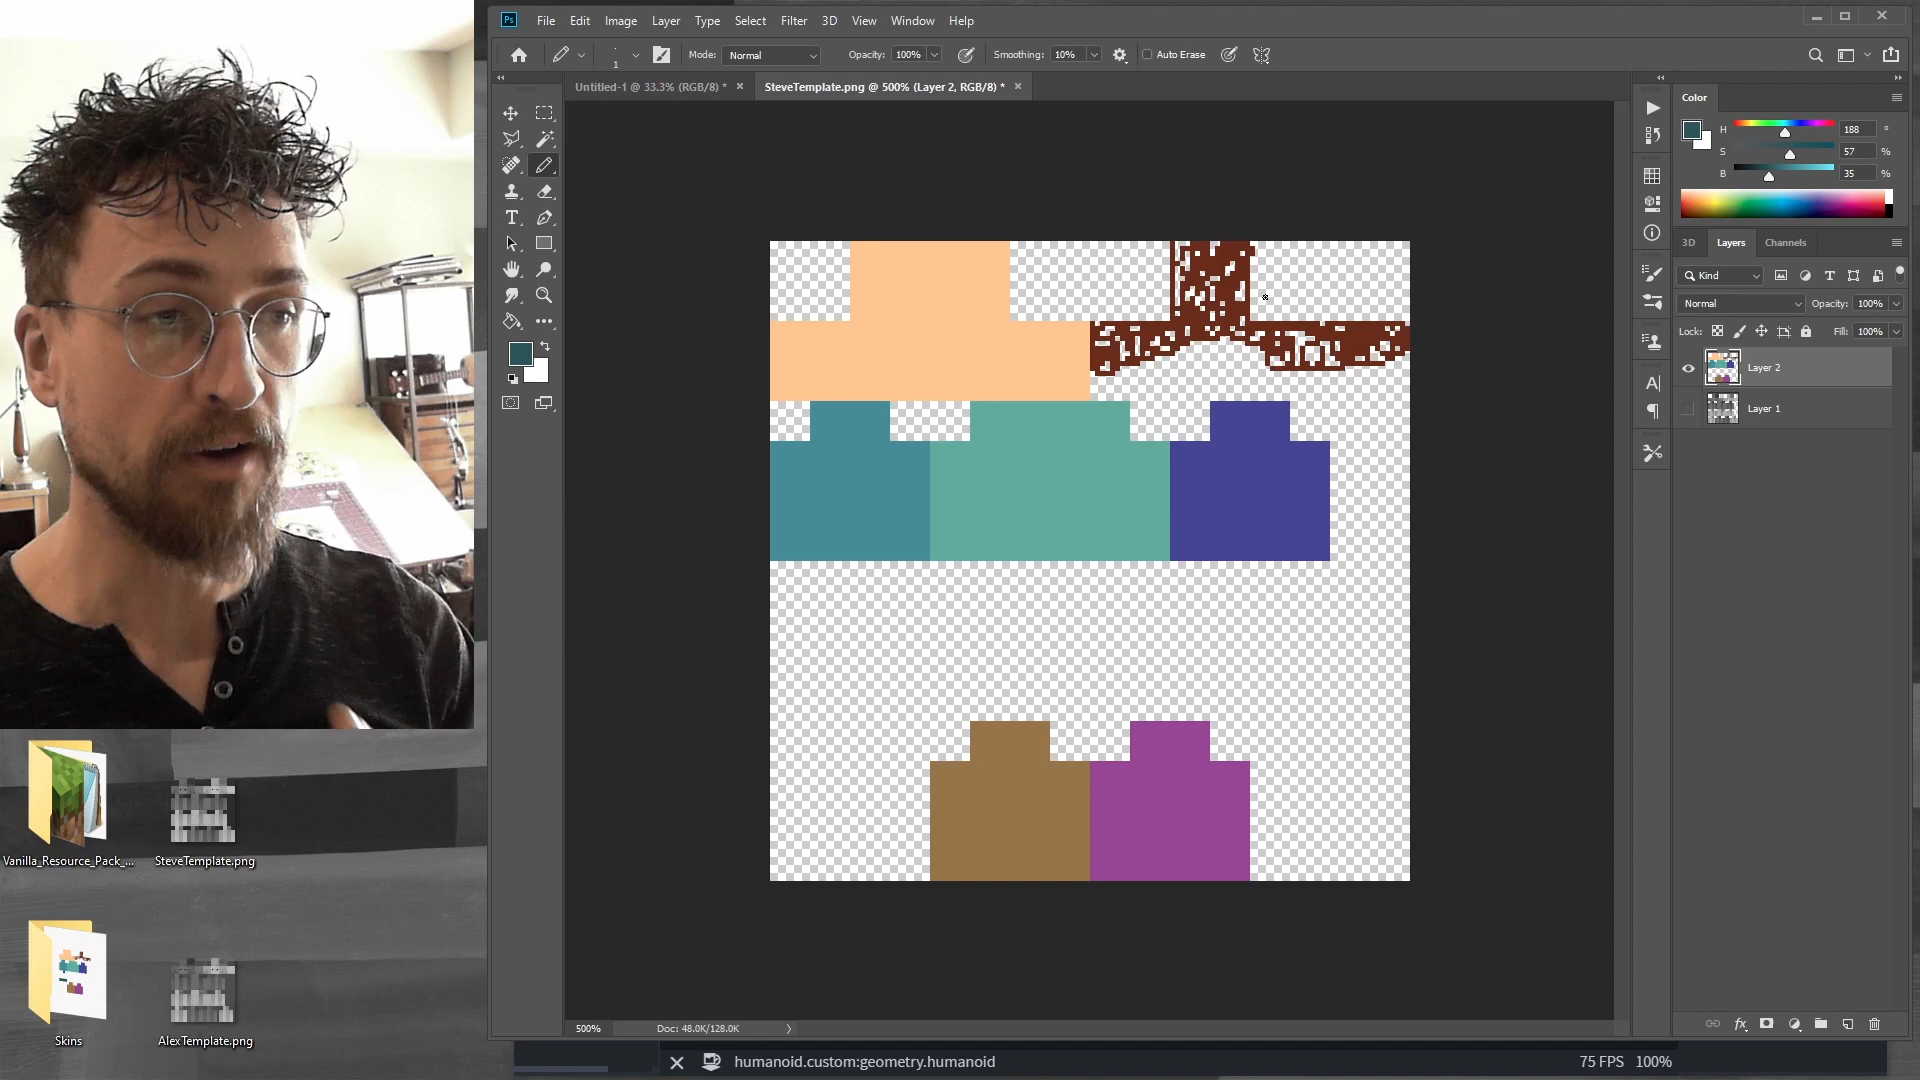 Ps File Edit Image Layer Type Select Filter 3D View Window Help
1 Mode: Normal Opacity: 100% Smoothing: 10% Auto Erase
Untitled-1 @ 33.3% (RGB/8) * × SteveTemplate.png @ 500% (Layer 2, RGB/8) * ×
Color
H 188 °
S 57 %
B 35 %
3D Layers Channels
Kind
Normal Opacity: 100%
Lock: Fill: 100%
Layer 2
Layer 1
500% Doc: 48.0K/128.0K
Vanilla_Resource_Pack_... SteveTemplate.png
Skins AlexTemplate.png
humanoid.custom:geometry.humanoid 75 FPS 100%